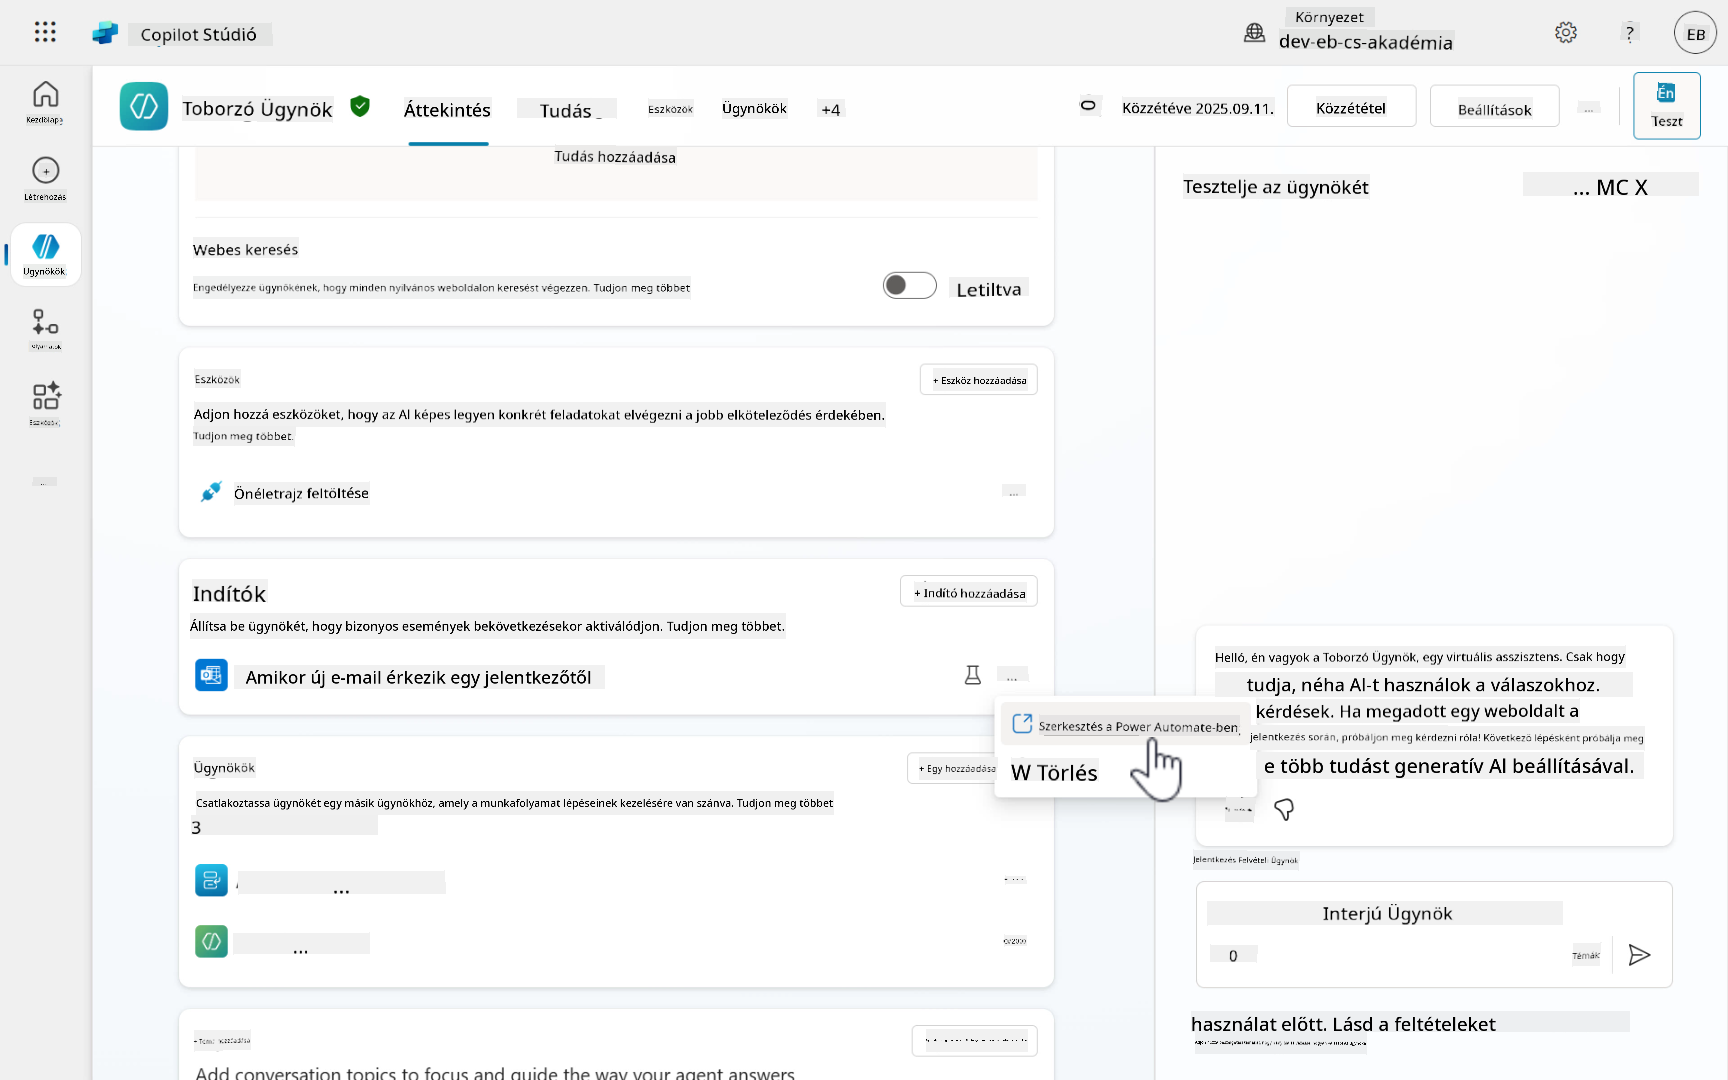 Copilot Stúdió
Környezet
dev-eb-cs-akadémia
?
EB
Kezdőlap
Létrehozás
Ügynökök
Eszközök
Toborzó Ügynök
Áttekintés
Tudás
Eszközök
Ügynökök
+4
Közzétéve 2025.09.11.
Közzététel
Beállítások
...
Én
Teszt
Tudás hozzáadása
Webes keresés
Engedélyezze ügynökének, hogy minden nyilvános weboldalon keresést végezzen. Tudjon meg többet
Letiltva
Eszközök
+ Eszköz hozzáadása
Adjon hozzá eszközöket, hogy az AI képes legyen konkrét feladatokat elvégezni a jobb elköteleződés érdekében.
Tudjon meg többet.
Önéletrajz feltöltése
...
Indítók
+ Indító hozzáadása
Állítsa be ügynökét, hogy bizonyos események bekövetkezésekor aktiválódjon. Tudjon meg többet.
Amikor új e-mail érkezik egy jelentkezőtől
...
Szerkesztés a Power Automate-ben
W Törlés
Ügynökök
+ Egy hozzáadása
Csatlakoztassa ügynökét egy másik ügynökhöz, amely a munkafolyamat lépéseinek kezelésére van szánva. Tudjon meg többet
3
...
...
0/2000
+ Téma hozzáadása
Add conversation topics to focus and guide the way your agent answers
Tesztelje az ügynökét
... MC X
Helló, én vagyok a Toborzó Ügynök, egy virtuális asszisztens. Csak hogy
tudja, néha AI-t használok a válaszokhoz.
kérdések. Ha megadott egy weboldalt a
jelentkezés során, próbáljon meg kérdezni róla! Következő lépésként próbálja meg
e több tudást generatív AI beállításával.
Jelentkezés Felvételi Ügynök
Interjú Ügynök
0
Témák
használat előtt. Lásd a feltételeket